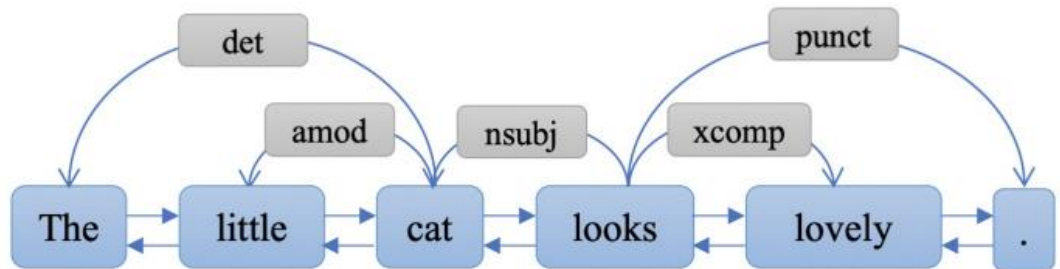 det punct
amod nsubj xcomp
The little cat looks lovely .